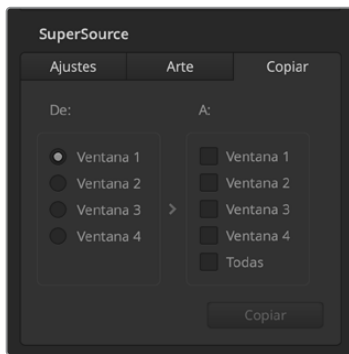 SuperSource
Ajustes Arte Copiar
De: A:
Ventana 1 Ventana 1
Ventana 2 Ventana 2
Ventana 3 > Ventana 3
Ventana 4 Ventana 4
Todas
Copiar